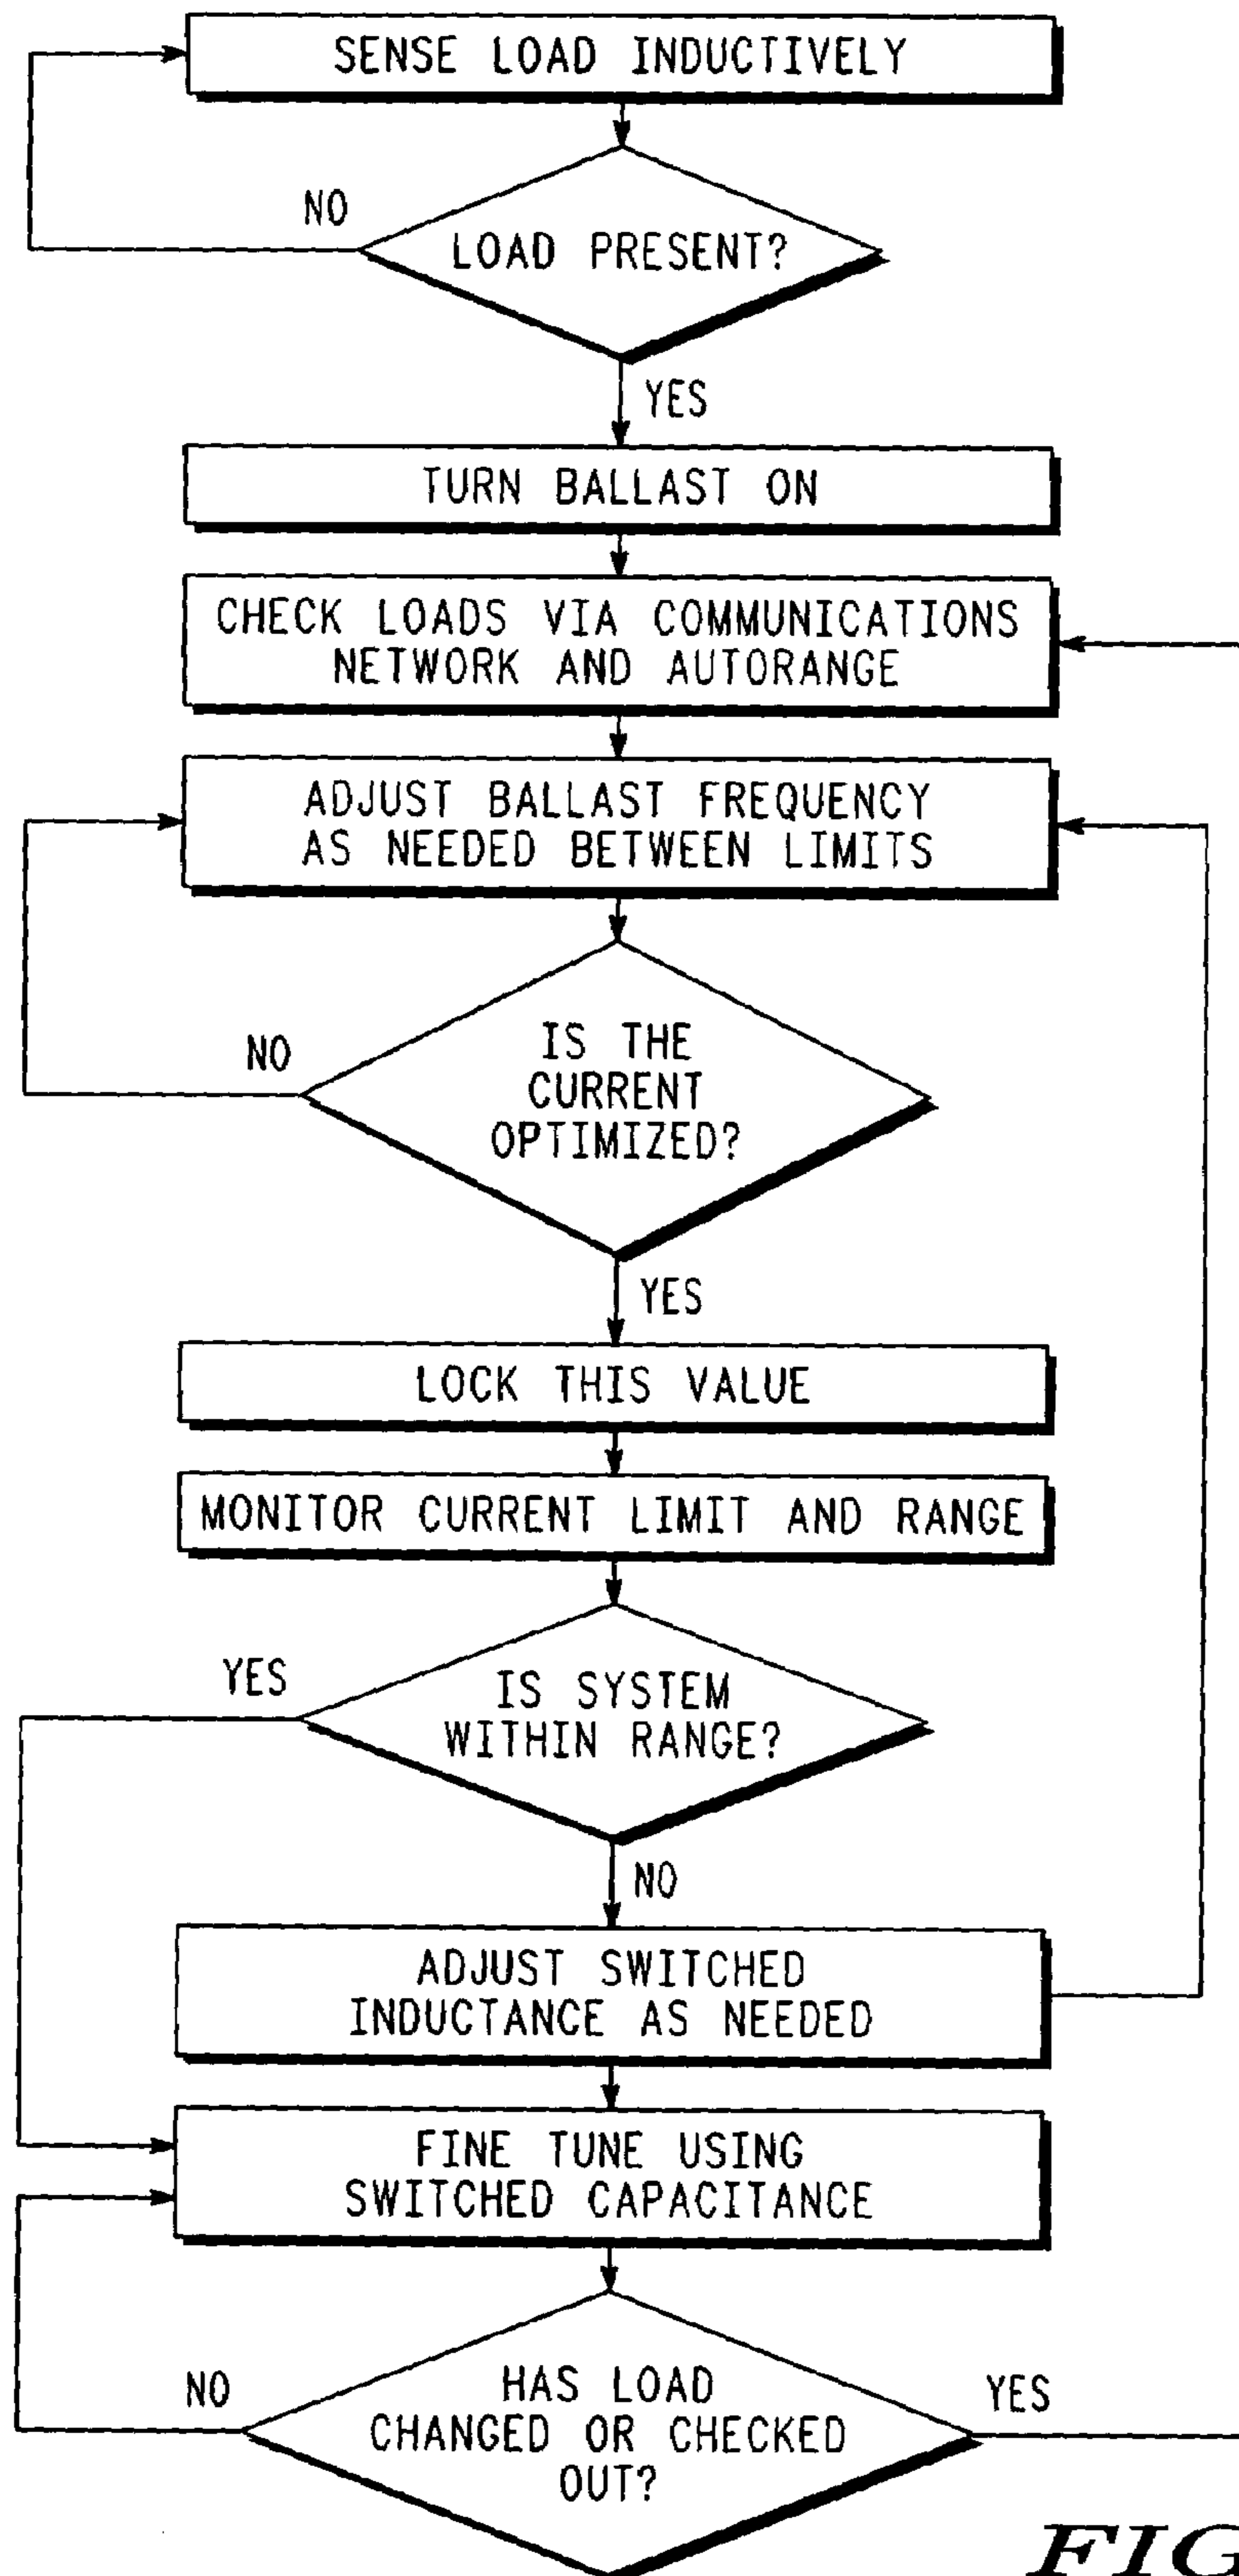 SENSE LOAD INDUCTIVELY
NO
LOAD PRESENT?
YES
TURN BALLAST ON
CHECK LOADS VIA COMMUNICATIONS
NETWORK AND AUTORANGE
ADJUST BALLAST FREQUENCY
AS NEEDED BETWEEN LIMITS
NO
IS THE
CURRENT
OPTIMIZED?
YES
LOCK THIS VALUE
MONITOR CURRENT LIMIT AND RANGE
YES
IS SYSTEM
WITHIN RANGE?
NO
ADJUST SWITCHED
INDUCTANCE AS NEEDED
FINE TUNE USING
SWITCHED CAPACITANCE
NO
HAS LOAD
CHANGED OR CHECKED
OUT?
YES
FIG